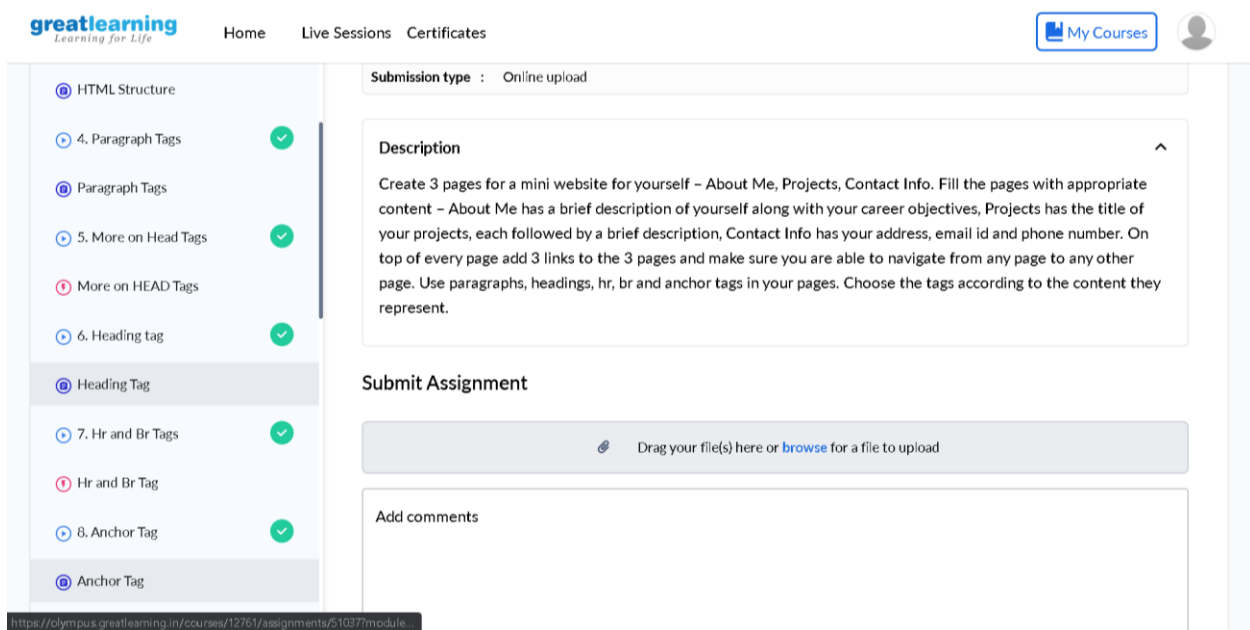 greatlearning
Learning for Life
Home
Live Sessions
Certificates
My Courses
HTML Structure
4. Paragraph Tags
Paragraph Tags
5. More on Head Tags
More on HEAD Tags
6. Heading tag
Heading Tag
7. Hr and Br Tags
Hr and Br Tag
8. Anchor Tag
Anchor Tag
Submission type : Online upload
Description
Create 3 pages for a mini website for yourself – About Me, Projects, Contact Info. Fill the pages with appropriate
content – About Me has a brief description of yourself along with your career objectives, Projects has the title of
your projects, each followed by a brief description, Contact Info has your address, email id and phone number. On
top of every page add 3 links to the 3 pages and make sure you are able to navigate from any page to any other
page. Use paragraphs, headings, hr, br and anchor tags in your pages. Choose the tags according to the content they
represent.
Submit Assignment
Drag your file(s) here or browse for a file to upload
Add comments
https://olympus.greatlearning.in/courses/12761/assignments/51037?module...